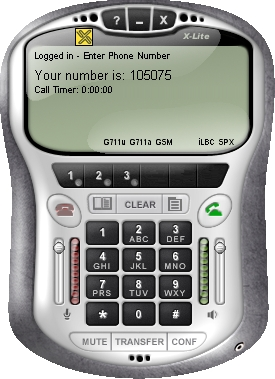 ? – X
X-Lite
Logged in - Enter Phone Number
Your number is: 105075
Call Timer: 0:00:00
G711u G711a GSM iLBC SPX
1 2 3
CLEAR
1 2 ABC 3 DEF
4 GHI 5 JKL 6 MNO
7 PRS 8 TUV 9 WXY
* 0 #
MUTE TRANSFER CONF